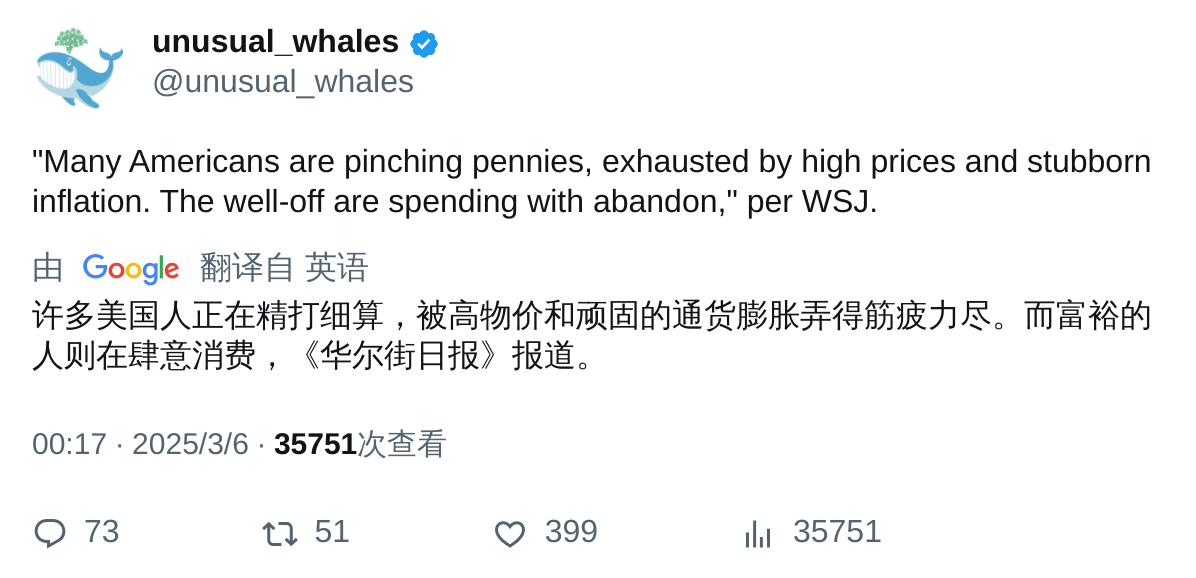 unusual_whales
@unusual_whales
"Many Americans are pinching pennies, exhausted by high prices and stubborn
inflation. The well-off are spending with abandon," per WSJ.
由 Google 翻译自 英语
许多美国人正在精打细算，被高物价和顽固的通货膨胀弄得筋疲力尽。而富裕的
人则在肆意消费，《华尔街日报》报道。
00:17 · 2025/3/6 · 35751次查看
73 51 399 35751